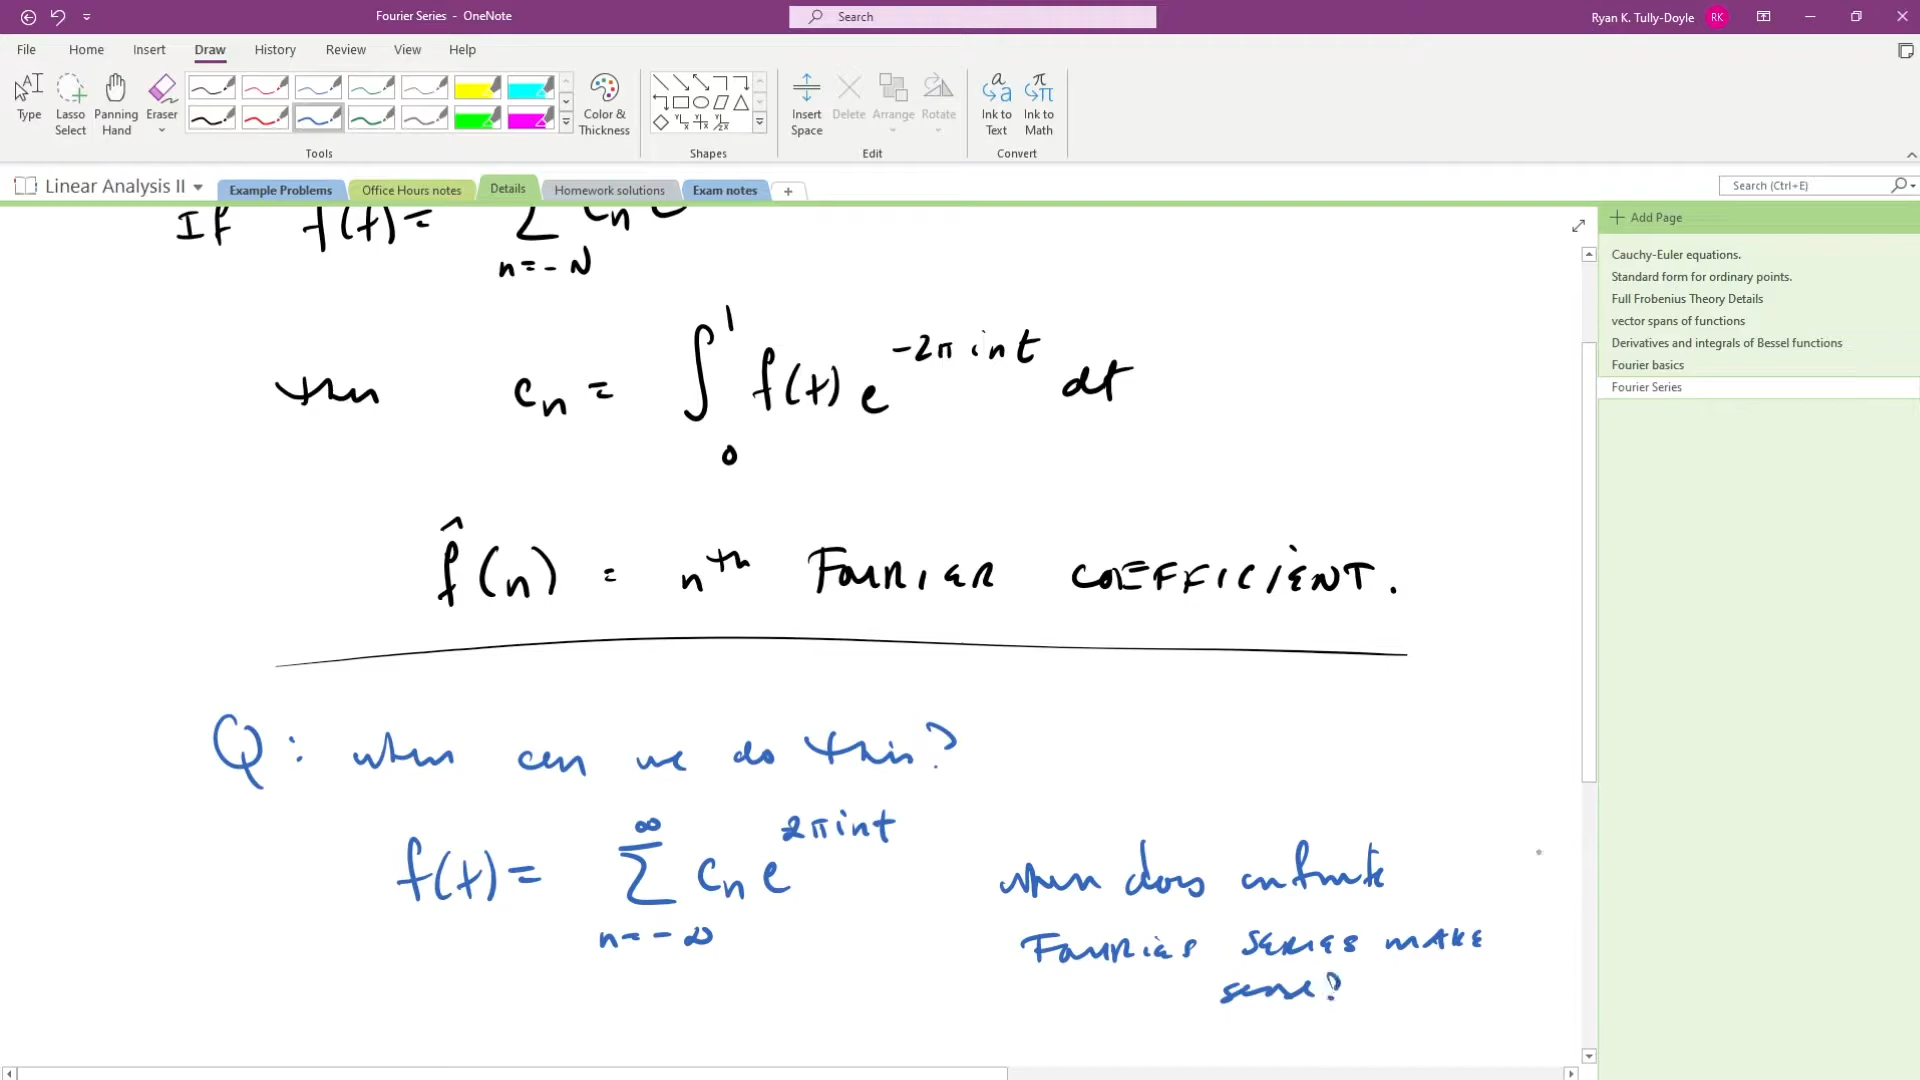 Fourier Series - OneNote
Search
Ryan K. Tully-Doyle RK
File Home Insert Draw History Review View Help
Type Lasso Select Panning Hand Eraser Color & Thickness Insert Space Delete Arrange Rotate Ink to Text Ink to Math
Tools Shapes Edit Convert
Linear Analysis II Example Problems Office Hours notes Details Homework solutions Exam notes + Search (Ctrl+E)
Add Page
Cauchy-Euler equations.
Standard form for ordinary points.
Full Frobenius Theory Details
vector spans of functions
Derivatives and integrals of Bessel functions
Fourier basics
Fourier Series
If f(t) = ∑ cn e
n = - N
then cn = ∫₀¹ f(t) e^{-2πint} dt
f̂(n) = nth FOURIER COEFFICIENT.
Q: when can we do this?
f(t) = ∑_{n=-∞}^{∞} cn e^{2πint}
when does infinite
FOURIER SERIES MAKE
sense?